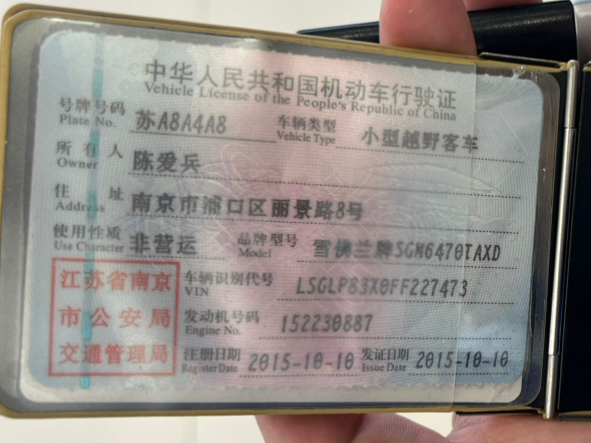 中华人民共和国机动车行驶证
Vehicle License of the People's Republic of China
号牌号码 苏A8A4A8 车辆类型 小型越野客车
Plate No. Vehicle Type
所有人 陈爱兵
Owner
住址 南京市浦口区丽景路8号
Address
使用性质 非营运 品牌型号 雪佛兰牌SGM6470TAXD
Use Character Model
江苏省南京 车辆识别代号 LSGLP83X0FF227473
VIN
市公安局 发动机号码 152230887
Engine No.
交通管理局 注册日期 2015-10-10 发证日期 2015-10-10
Register Date Issue Date